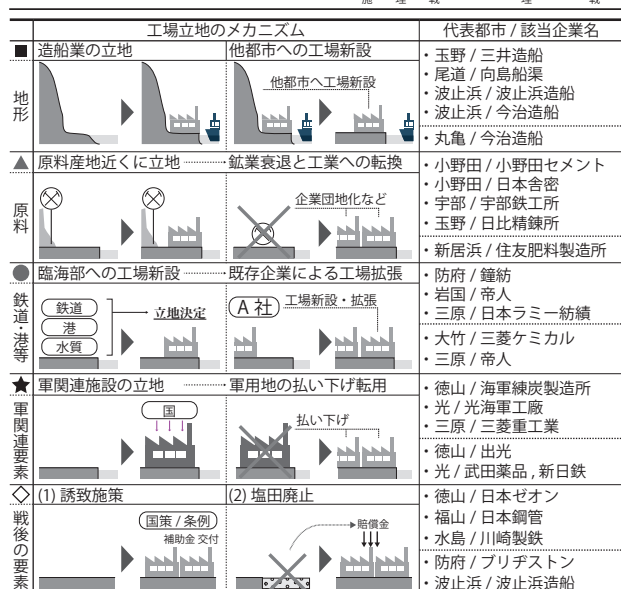 工場立地のメカニズム
代表都市 / 該当企業名
■ 造船業の立地
他都市への工場新設
地形
他都市へ工場新設
・玉野 / 三井造船
・尾道 / 向島船渠
・波止浜 / 波止浜造船
・波止浜 / 今治造船
・丸亀 / 今治造船
▲ 原料産地近くに立地
鉱業衰退と工業への転換
原料
企業団地化など
・小野田 / 小野田セメント
・小野田 / 日本舎密
・宇部 / 宇部鉄工所
・玉野 / 日比精錬所
・新居浜 / 住友肥料製造所
● 臨海部への工場新設
既存企業による工場拡張
鉄道・港等
鉄道
港
水質
立地決定
A 社
工場新設・拡張
・防府 / 鐘紡
・岩国 / 帝人
・三原 / 日本ラミー紡績
・大竹 / 三菱ケミカル
・三原 / 帝人
★ 軍関連施設の立地
軍用地の払い下げ転用
軍関連要素
国
払い下げ
・徳山 / 海軍練炭製造所
・光 / 光海軍工廠
・三原 / 三菱重工業
・徳山 / 出光
・光 / 武田薬品 , 新日鉄
◇ (1) 誘致施策
(2) 塩田廃止
戦後の要素
国策 / 条例
補助金 交付
賠償金
・徳山 / 日本ゼオン
・福山 / 日本鋼管
・水島 / 川崎製鉄
・防府 / ブリヂストン
・波止浜 / 波止浜造船